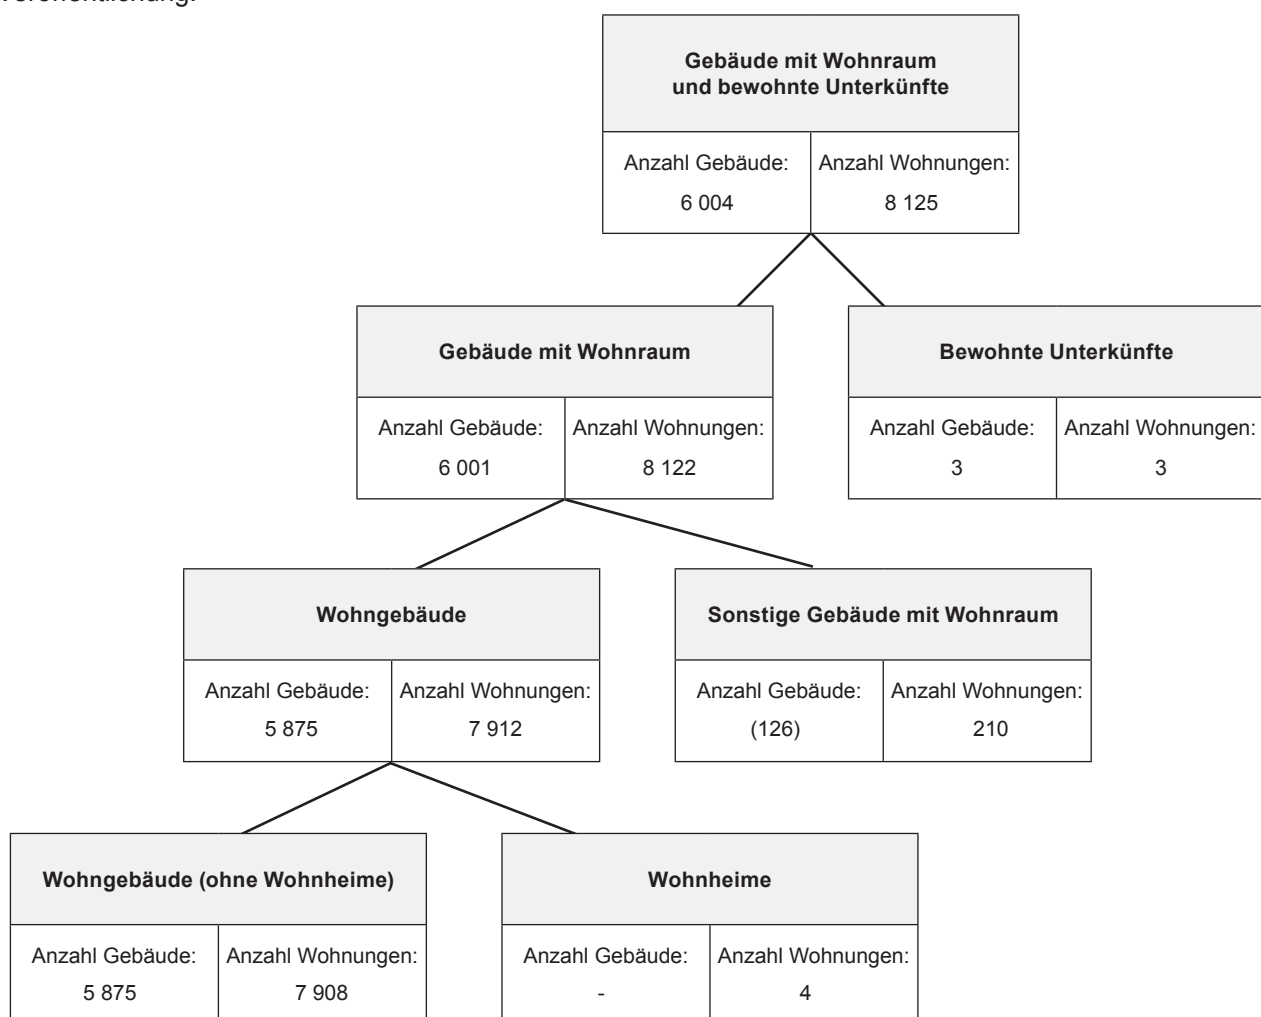 Veröffentlichung.
Gebäude mit Wohnraum
und bewohnte Unterkünfte
Anzahl Gebäude: Anzahl Wohnungen:
6 004 8 125
Gebäude mit Wohnraum Bewohnte Unterkünfte
Anzahl Gebäude: Anzahl Wohnungen: Anzahl Gebäude: Anzahl Wohnungen:
6 001 8 122 3 3
Wohngebäude Sonstige Gebäude mit Wohnraum
Anzahl Gebäude: Anzahl Wohnungen: Anzahl Gebäude: Anzahl Wohnungen:
5 875 7 912 (126) 210
Wohngebäude (ohne Wohnheime) Wohnheime
Anzahl Gebäude: Anzahl Wohnungen: Anzahl Gebäude: Anzahl Wohnungen:
5 875 7 908 - 4